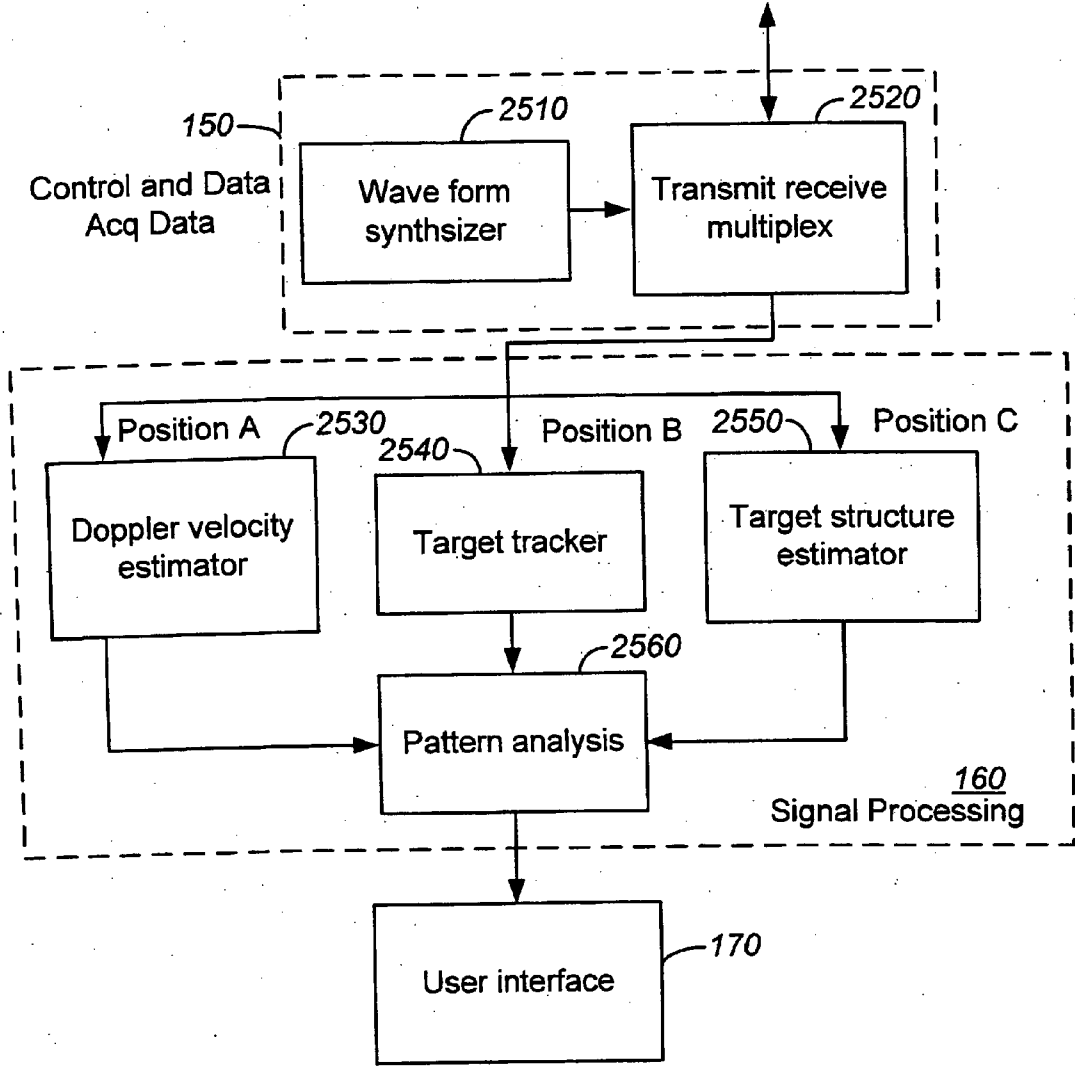 2510
2520
150
Wave form
synthsizer
Transmit receive
multiplex
Control and Data
Acq Data
Position A
2530
2540
Position B
2550
Position C
Doppler velocity
estimator
Target tracker
Target structure
estimator
2560
Pattern analysis
160
Signal Processing
170
User interface